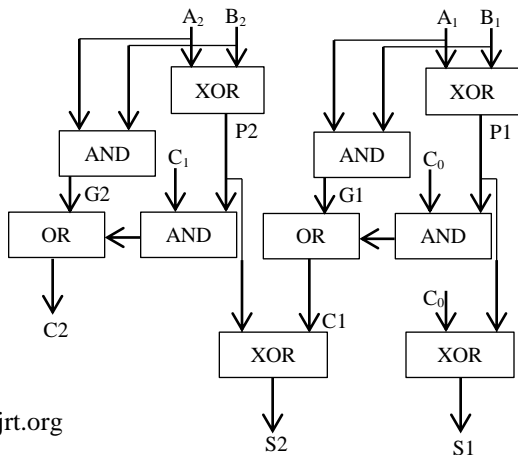 A₂ B₂ A₁ B₁
XOR XOR
P2 P1
AND C₁ AND C₀
G2 G1
OR AND OR AND
C2 C1 C₀
XOR XOR
jrt.org
S2 S1